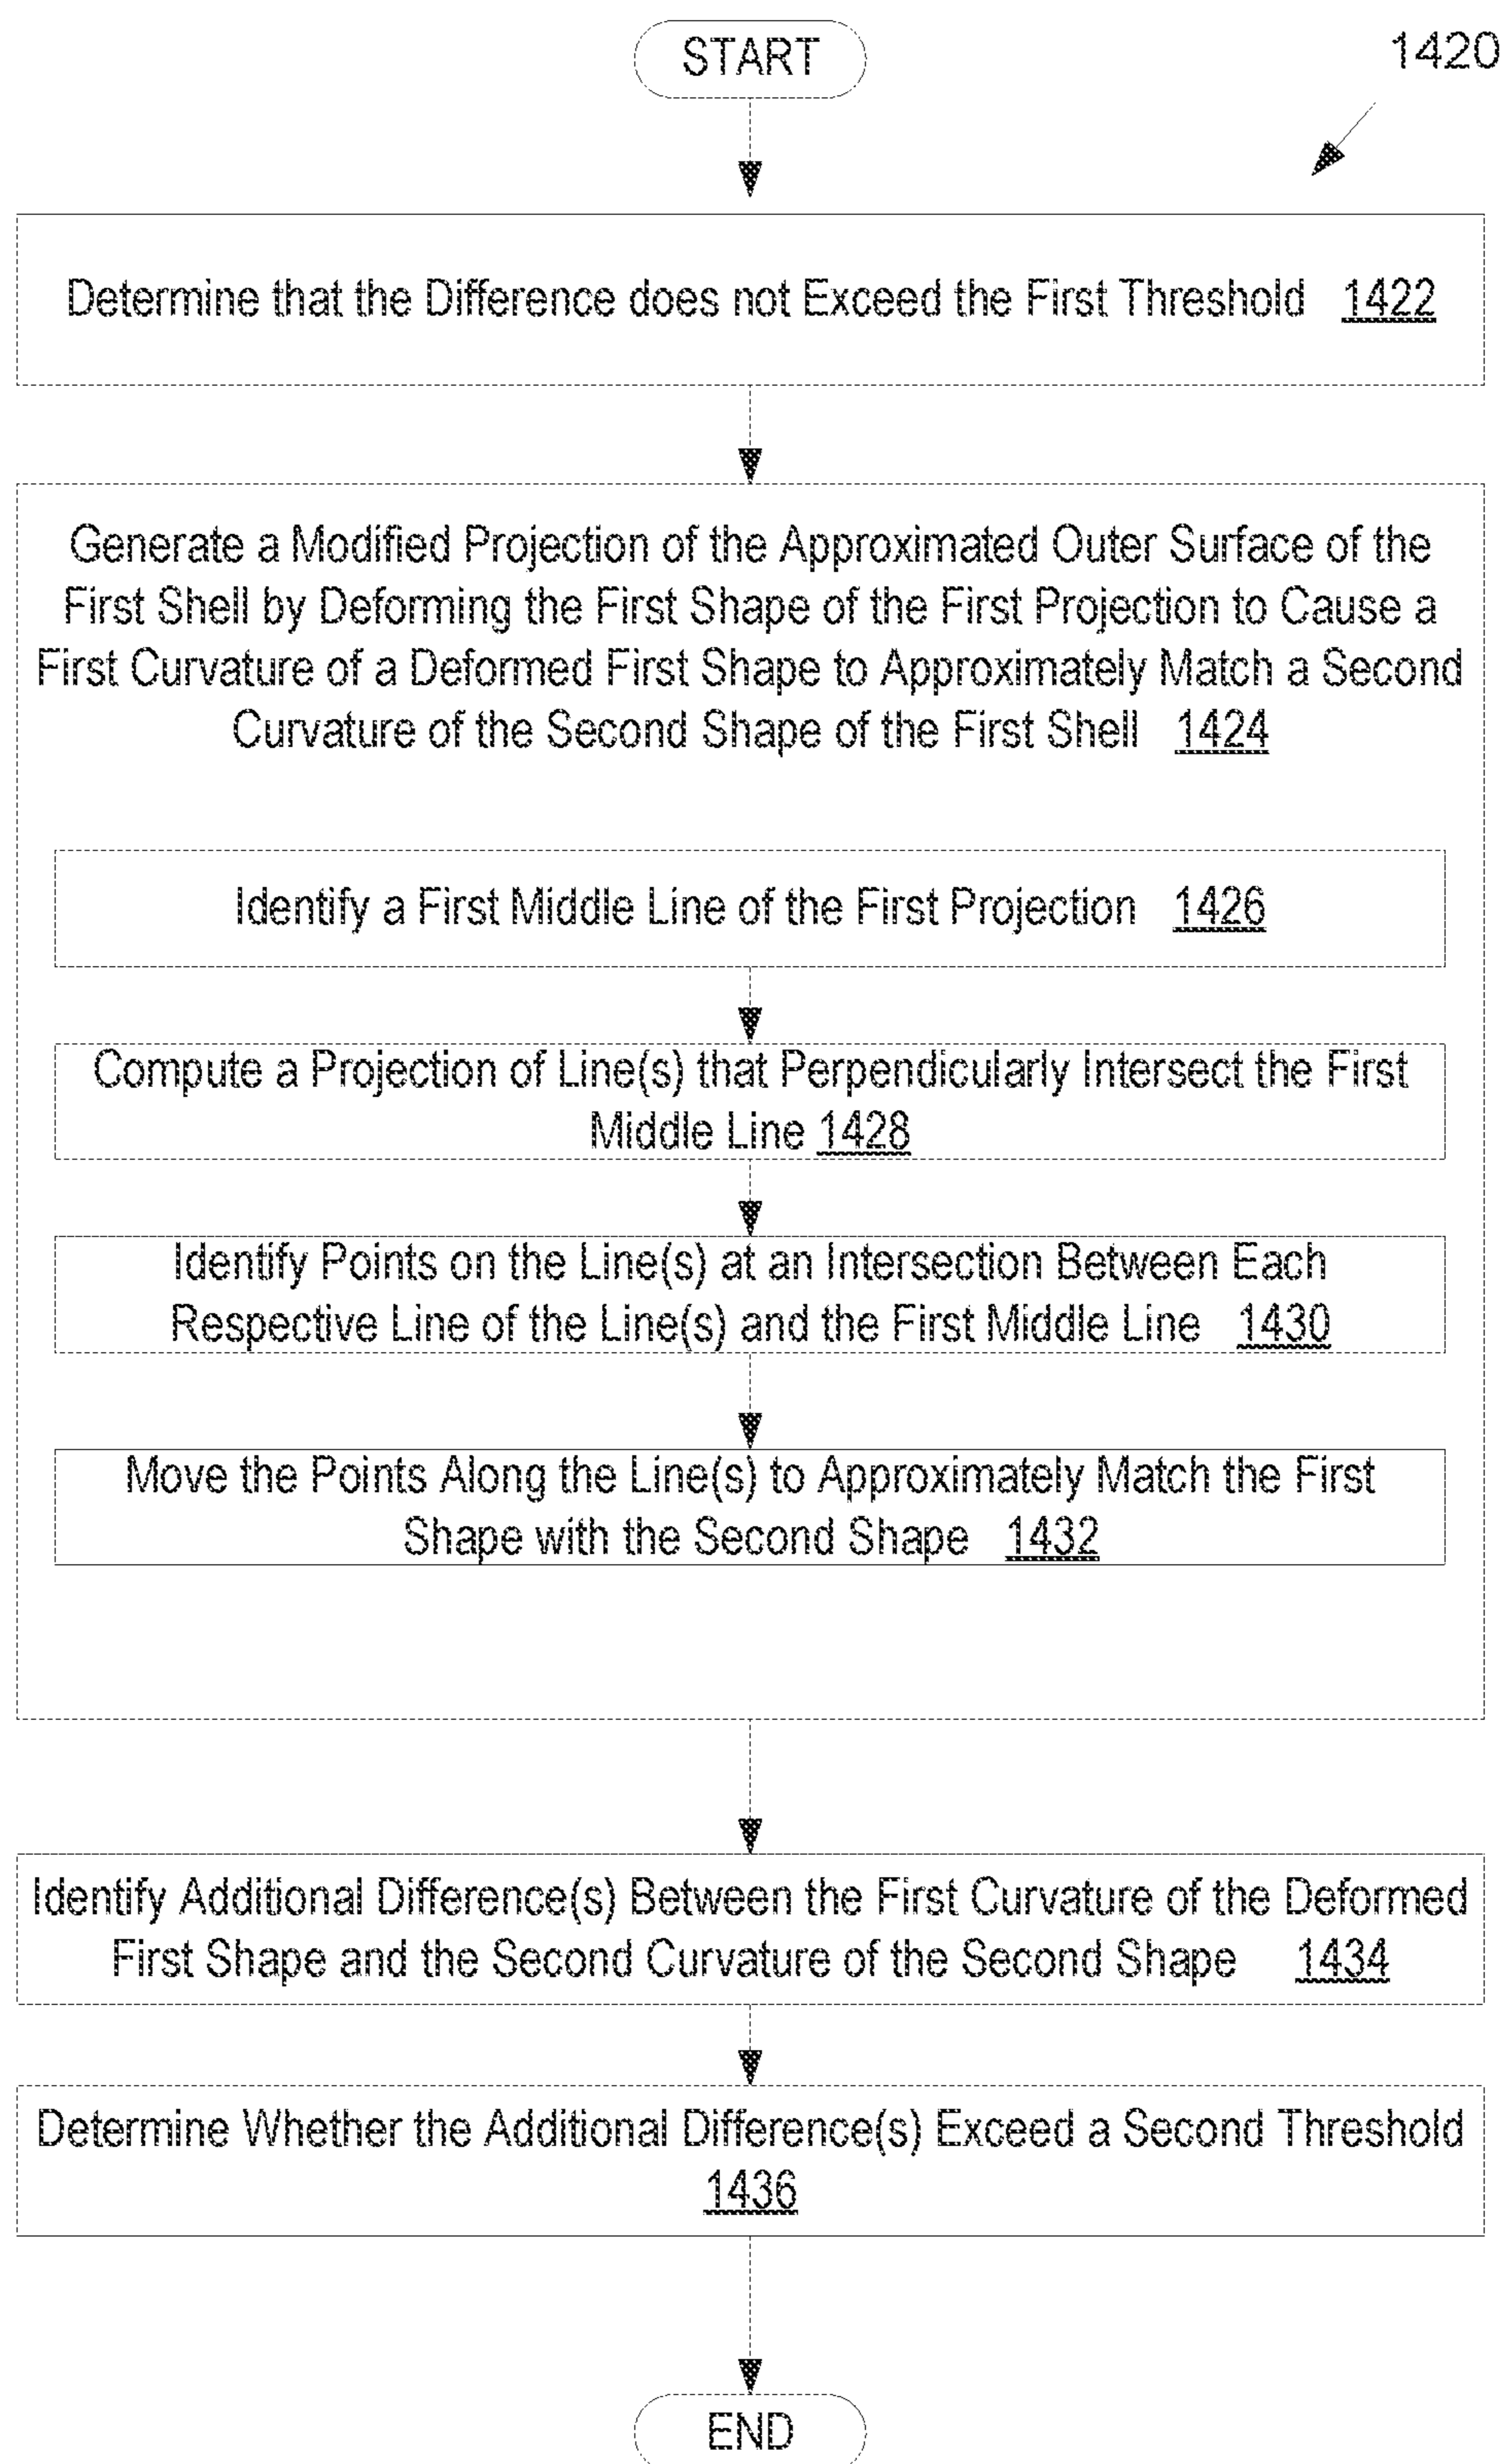 START
1420
Determine that the Difference does not Exceed the First Threshold 1422
Generate a Modified Projection of the Approximated Outer Surface of the
First Shell by Deforming the First Shape of the First Projection to Cause a
First Curvature of a Deformed First Shape to Approximately Match a Second
Curvature of the Second Shape of the First Shell 1424
Identify a First Middle Line of the First Projection 1426
Compute a Projection of Line(s) that Perpendicularly Intersect the First
Middle Line 1428
Identify Points on the Line(s) at an Intersection Between Each
Respective Line of the Line(s) and the First Middle Line 1430
Move the Points Along the Line(s) to Approximately Match the First
Shape with the Second Shape 1432
Identify Additional Difference(s) Between the First Curvature of the Deformed
First Shape and the Second Curvature of the Second Shape 1434
Determine Whether the Additional Difference(s) Exceed a Second Threshold
1436
END